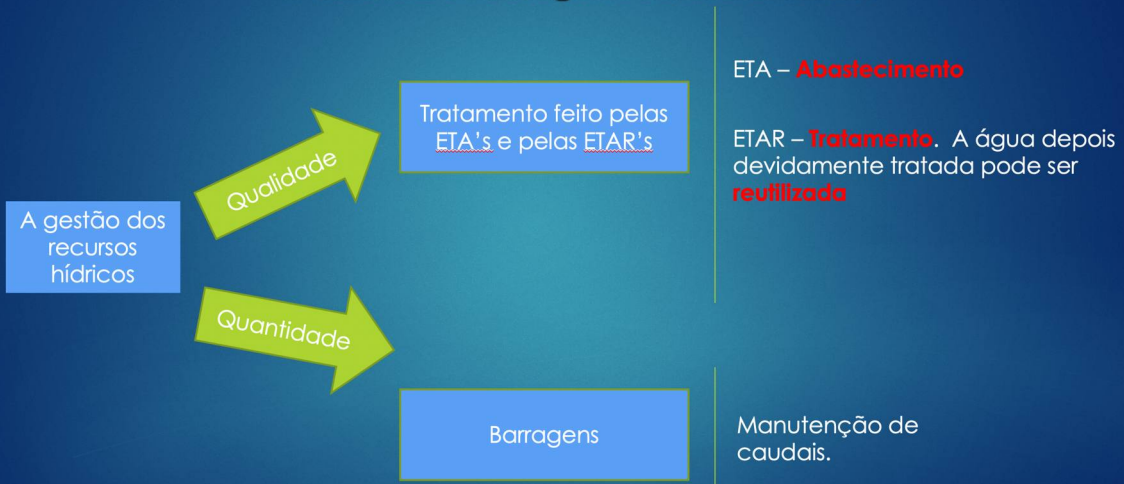 A gestão dos
recursos
hídricos
Qualidade
Quantidade
Tratamento feito pelas
ETA's e pelas ETAR's
Barragens
ETA – Abastecimento
ETAR – Tratamento. A água depois
devidamente tratada pode ser
reutilizada
Manutenção de
caudais.